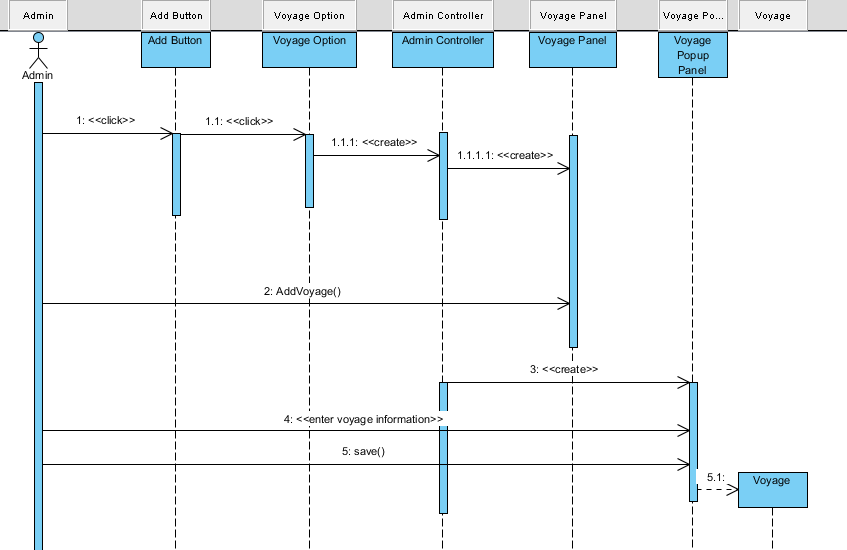 Admin
Add Button
Voyage Option
Admin Controller
Voyage Panel
Voyage Po...
Voyage
Admin
Add Button
Voyage Option
Admin Controller
Voyage Panel
Voyage
Popup
Panel
1: <<click>>
1.1: <<click>>
1.1.1: <<create>>
1.1.1.1: <<create>>
2: AddVoyage()
3: <<create>>
4: <<enter voyage information>>
5: save()
5.1:
Voyage